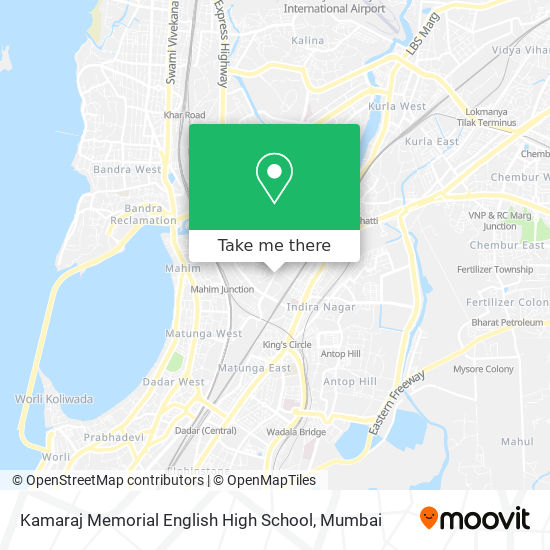 International Airport
Kalina
LBS Marg
Swami Vivekana
Express Highway
Vidya Vihar
Kurla West
Khar Road
Lokmanya
Tilak Terminus
Kurla East
Chemb
Bandra West
Chembur W
Bandra
Reclamation
hatti
VNP & RC Marg
Junction
Chembur East
Take me there
Mahim
Fertilizer Township
Mahim Junction
Indira Nagar
Fertilizer Colon
Bharat Petroleum
Matunga West
King's Circle
Antop Hill
Matunga East
Mysore Colony
Dadar West
Antop Hill
Worli Koliwada
Eastern Freeway
Prabhadevi
Dadar (Central)
Wadala Bridge
Mahul
Worli
© OpenStreetMap contributors | © OpenMapTiles
Kamaraj Memorial English High School, Mumbai
moovit